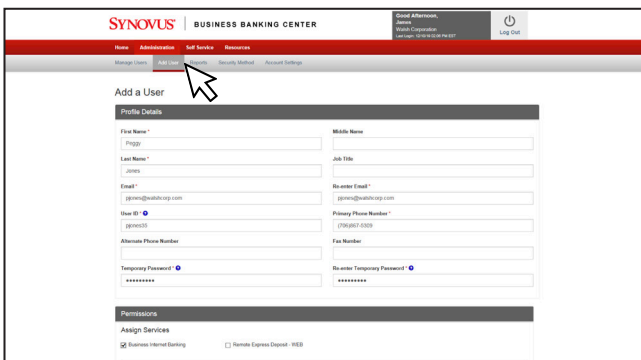 SYNOVUS® BUSINESS BANKING CENTER
Good Afternoon,
James
Walsh Corporation
Log Out
Home Administration Self Service Resources
Manage Users Add User Reports Security Method Account Settings
Add a User
Profile Details
First Name * Middle Name
Peggy
Last Name * Job Title
Jones
Email * Re-enter Email *
pjones@walshcorp.com pjones@walshcorp.com
User ID * Primary Phone Number *
pjones35 (786)867-5309
Alternate Phone Number Fax Number
Temporary Password * Re-enter Temporary Password *
Permissions
Assign Services
Business Internet Banking Remote Express Deposit - WEB